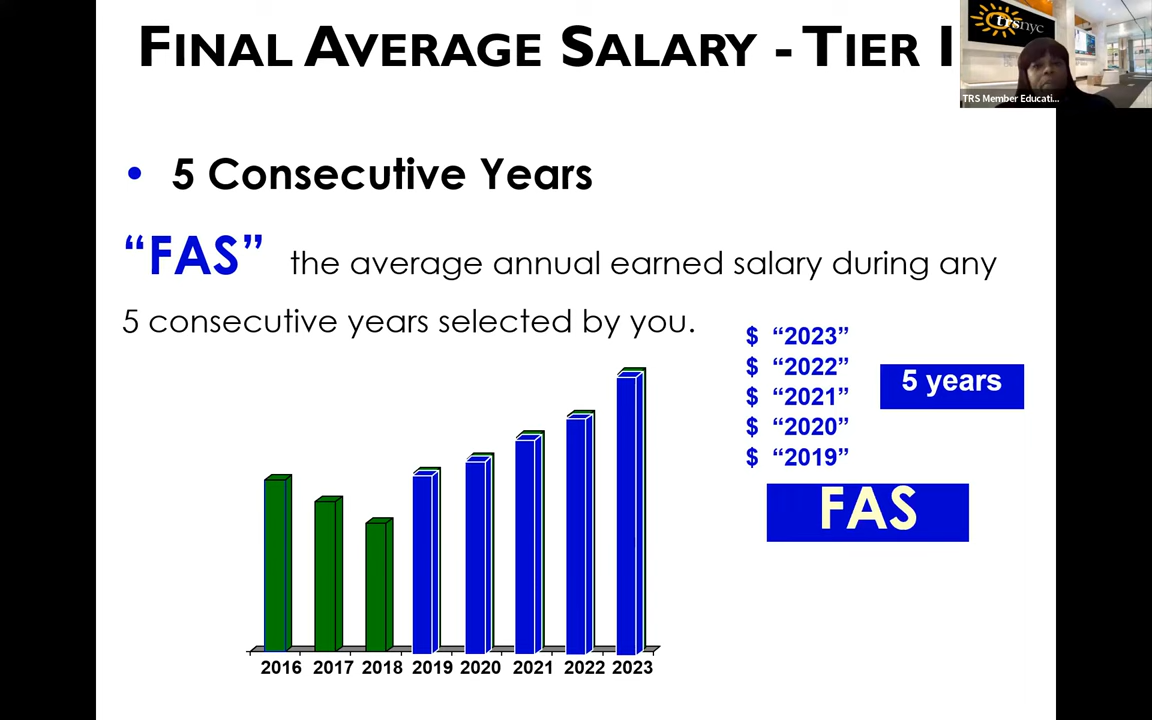 FINAL AVERAGE SALARY - TIER I
trsnyc
TRS Member Educati...
• 5 Consecutive Years
“FAS” the average annual earned salary during any
5 consecutive years selected by you.
$ “2023”
$ “2022”
$ “2021”
$ “2020”
$ “2019”
5 years
FAS
2016 2017 2018 2019 2020 2021 2022 2023